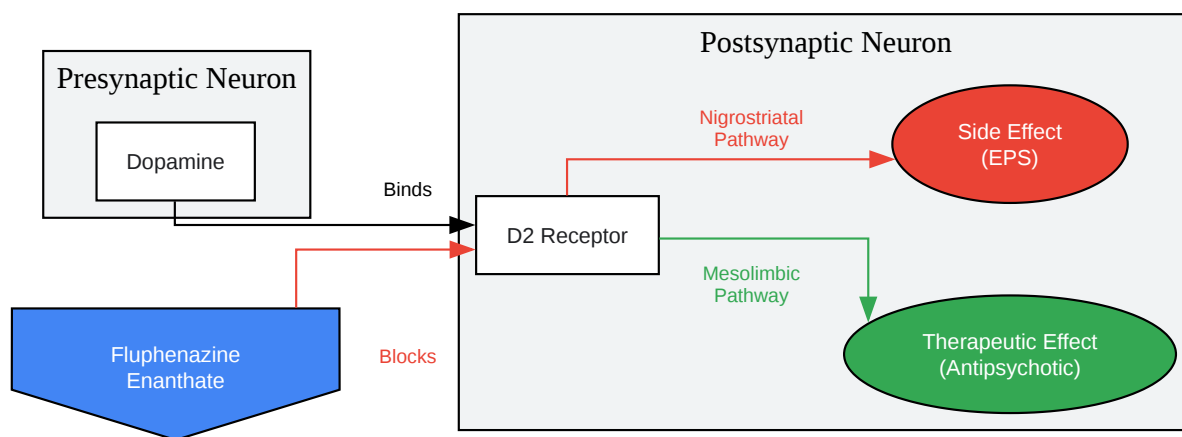 Presynaptic Neuron
Dopamine
Binds
Fluphenazine
Enanthate
Blocks
Postsynaptic Neuron
D2 Receptor
Nigrostriatal
Pathway
Side Effect
(EPS)
Mesolimbic
Pathway
Therapeutic Effect
(Antipsychotic)